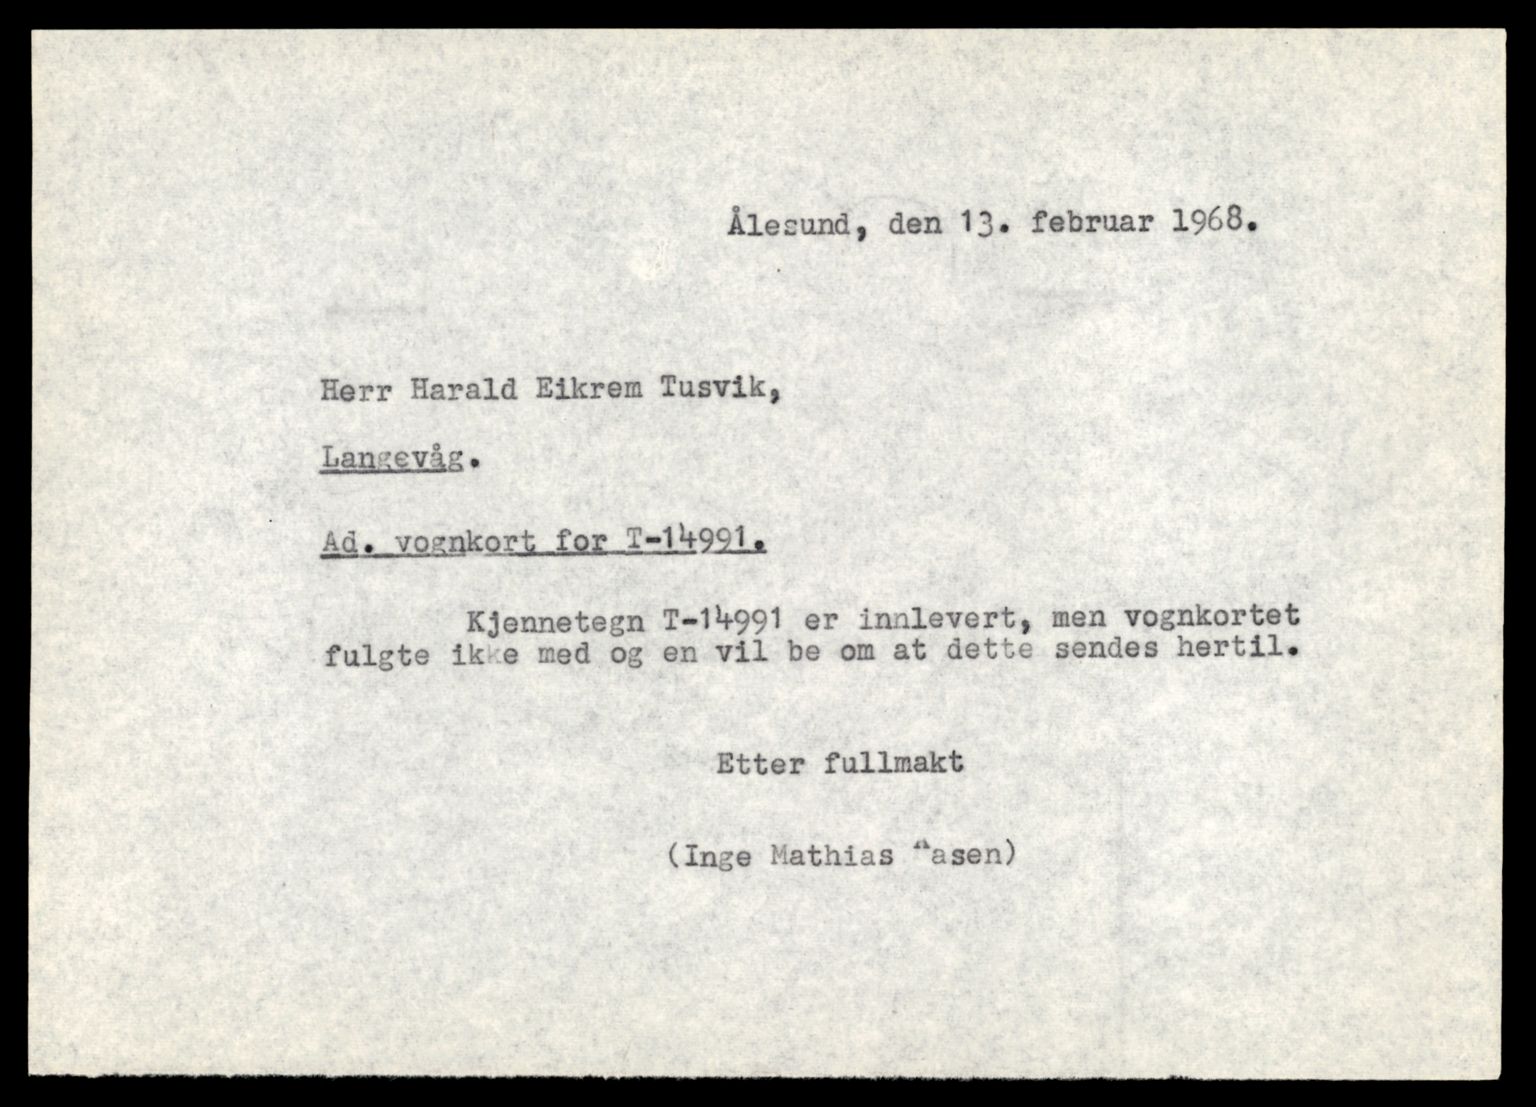 Ålesund, den 13. februar 1968.
Herr Harald Eikrem Tusvik,
Langevåg.
Ad. vognkort for T-14991.
Kjennetegn T-14991 er innlevert, men vognkortet
fulgte ikke med og en vil be om at dette sendes hertil.
Etter fullmakt
(Inge Mathias Aasen)